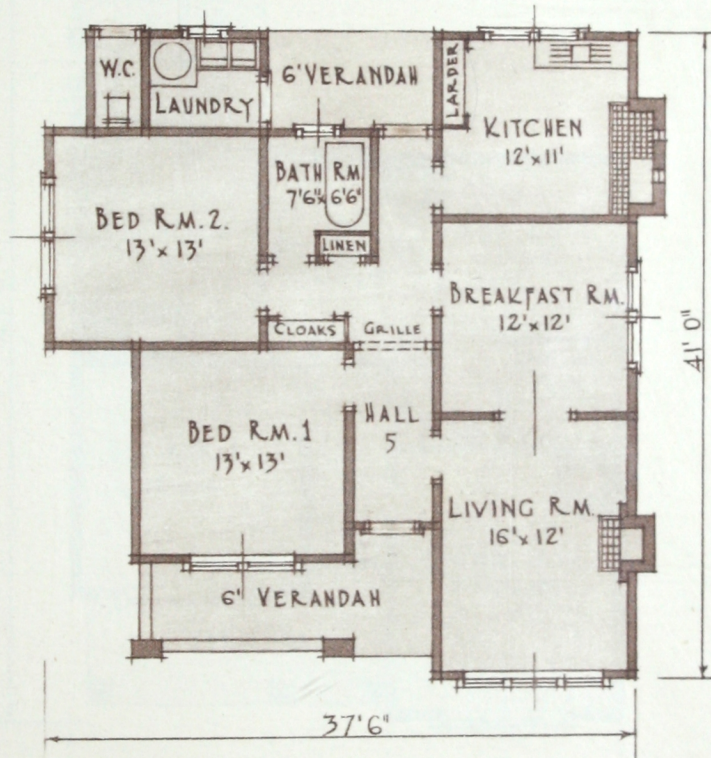 W.C.
LAUNDRY
6' VERANDAH
LARDER
KITCHEN
12' x 11'
BATH RM.
7'6" x 6'6"
LINEN
BED RM. 2.
13' x 13'
BREAKFAST RM.
12' x 12'
CLOAKS
GRILLE
41' 0"
BED RM. 1
13' x 13'
HALL
5
LIVING RM.
16' x 12'
6' VERANDAH
37'6"